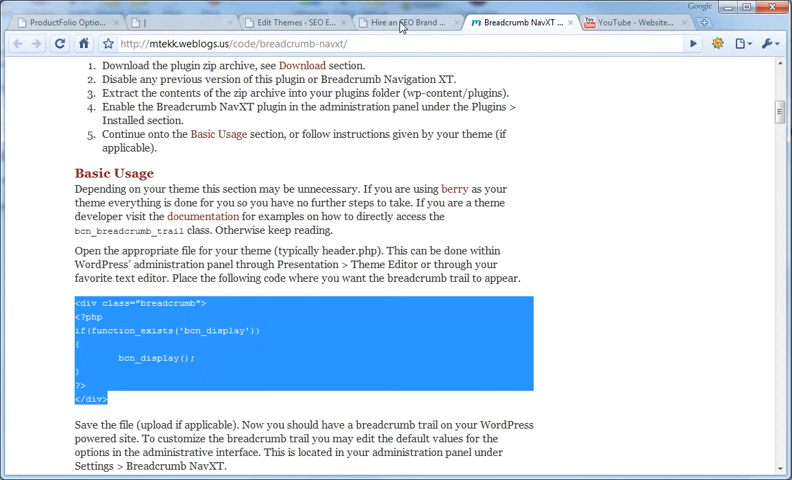 Google
ProductFolio Optio...
|
Edit Themes ‹ SEO E...
Hire an SEO Brand ...
Breadcrumb NavXT ...
YouTube - Website...
http://mtekk.weblogs.us/code/breadcrumb-navxt/
1. Download the plugin zip archive, see Download section.
2. Disable any previous version of this plugin or Breadcrumb Navigation XT.
3. Extract the contents of the zip archive into your plugins folder (wp-content/plugins).
4. Enable the Breadcrumb NavXT plugin in the administration panel under the Plugins >
Installed section.
5. Continue onto the Basic Usage section, or follow instructions given by your theme (if
applicable).
Basic Usage
Depending on your theme this section may be unnecessary. If you are using berry as your
theme everything is done for you so you have no further steps to take. If you are a theme
developer visit the documentation for examples on how to directly access the
bcn_breadcrumb_trail class. Otherwise keep reading.
Open the appropriate file for your theme (typically header.php). This can be done within
WordPress' administration panel through Presentation > Theme Editor or through your
favorite text editor. Place the following code where you want the breadcrumb trail to appear.
<div class="breadcrumb">
<?php
if(function_exists('bcn_display'))
{
bcn_display();
}
?>
</div>
Save the file (upload if applicable). Now you should have a breadcrumb trail on your WordPress
powered site. To customize the breadcrumb trail you may edit the default values for the
options in the administrative interface. This is located in your administration panel under
Settings > Breadcrumb NavXT.